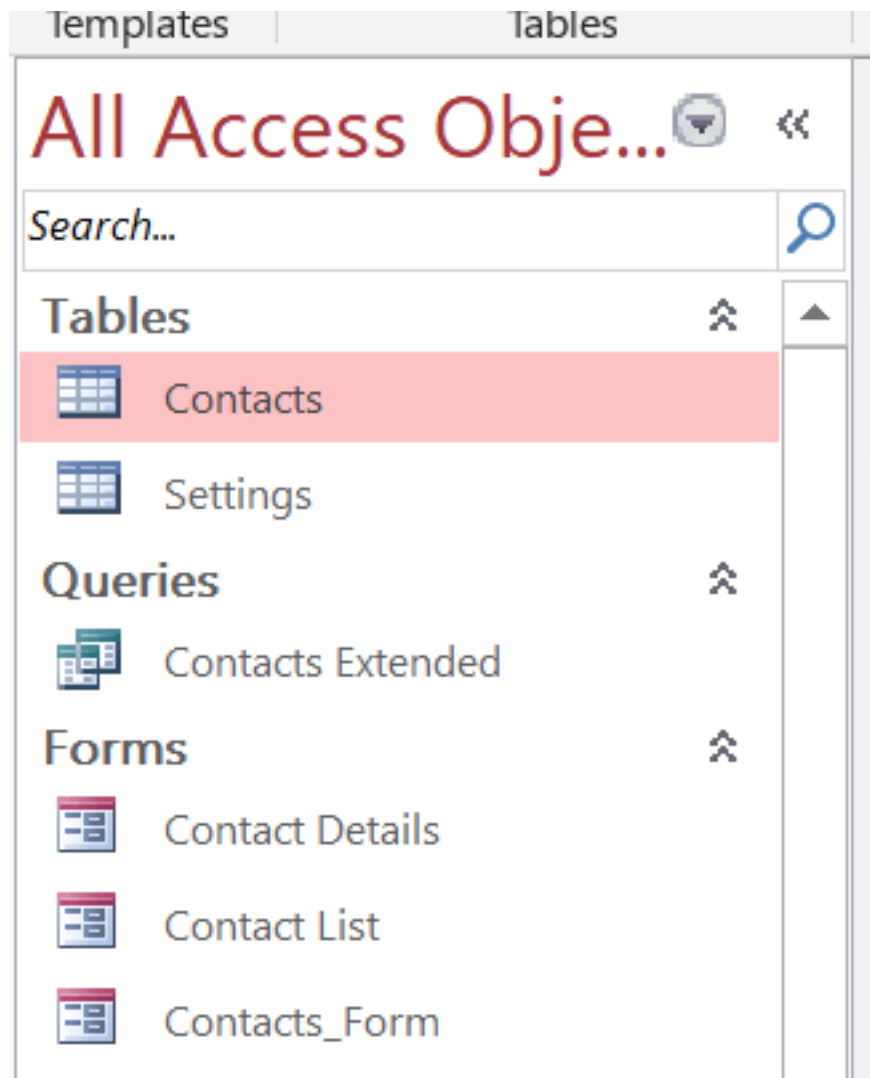 Templates Tables
All Access Obje...
Search...
Tables
Contacts
Settings
Queries
Contacts Extended
Forms
Contact Details
Contact List
Contacts_Form